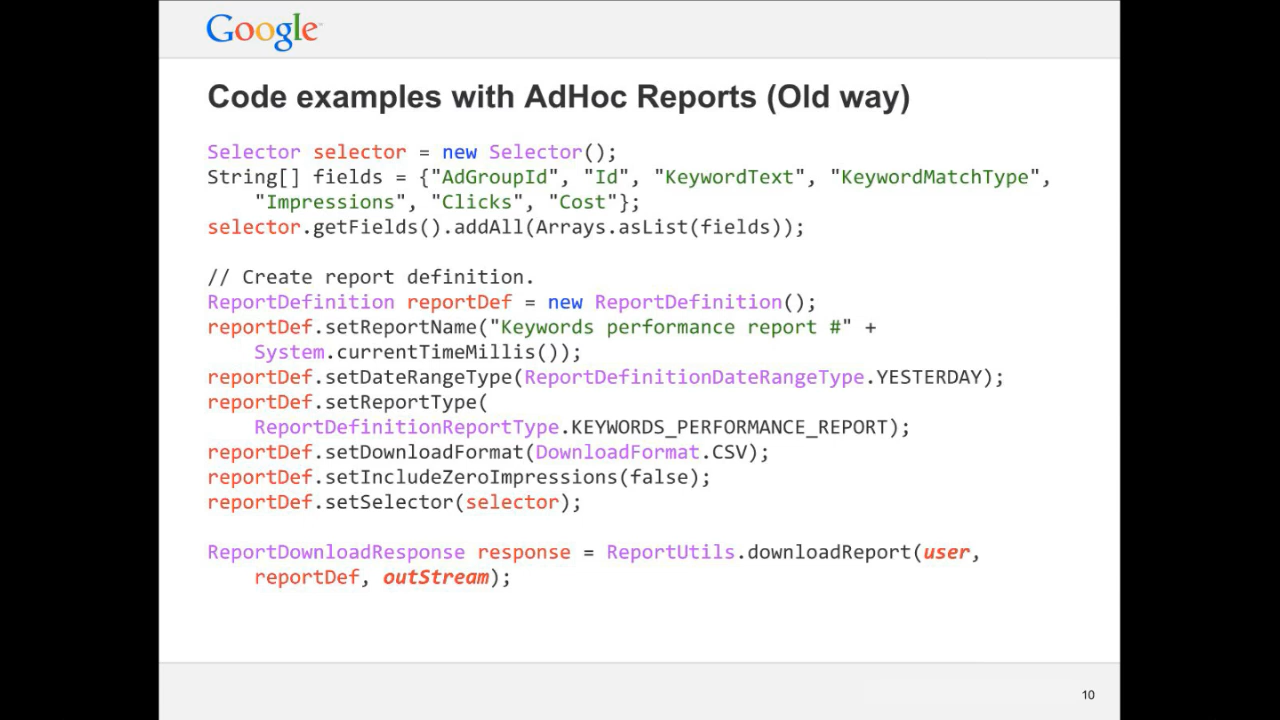 Google
Code examples with AdHoc Reports (Old way)
Selector selector = new Selector();
String[] fields = {"AdGroupId", "Id", "KeywordText", "KeywordMatchType",
"Impressions", "Clicks", "Cost"};
selector.getFields().addAll(Arrays.asList(fields));
// Create report definition.
ReportDefinition reportDef = new ReportDefinition();
reportDef.setReportName("Keywords performance report #" +
System.currentTimeMillis());
reportDef.setDateRangeType(ReportDefinitionDateRangeType.YESTERDAY);
reportDef.setReportType(
ReportDefinitionReportType.KEYWORDS_PERFORMANCE_REPORT);
reportDef.setDownloadFormat(DownloadFormat.CSV);
reportDef.setIncludeZeroImpressions(false);
reportDef.setSelector(selector);
ReportDownloadResponse response = ReportUtils.downloadReport(user,
reportDef, outStream);
10